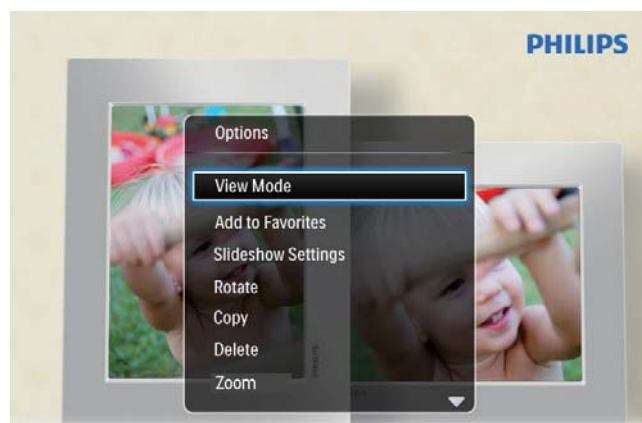 PHILIPS
Options
View Mode
Add to Favorites
Slideshow Settings
Rotate
Copy
Delete
Zoom